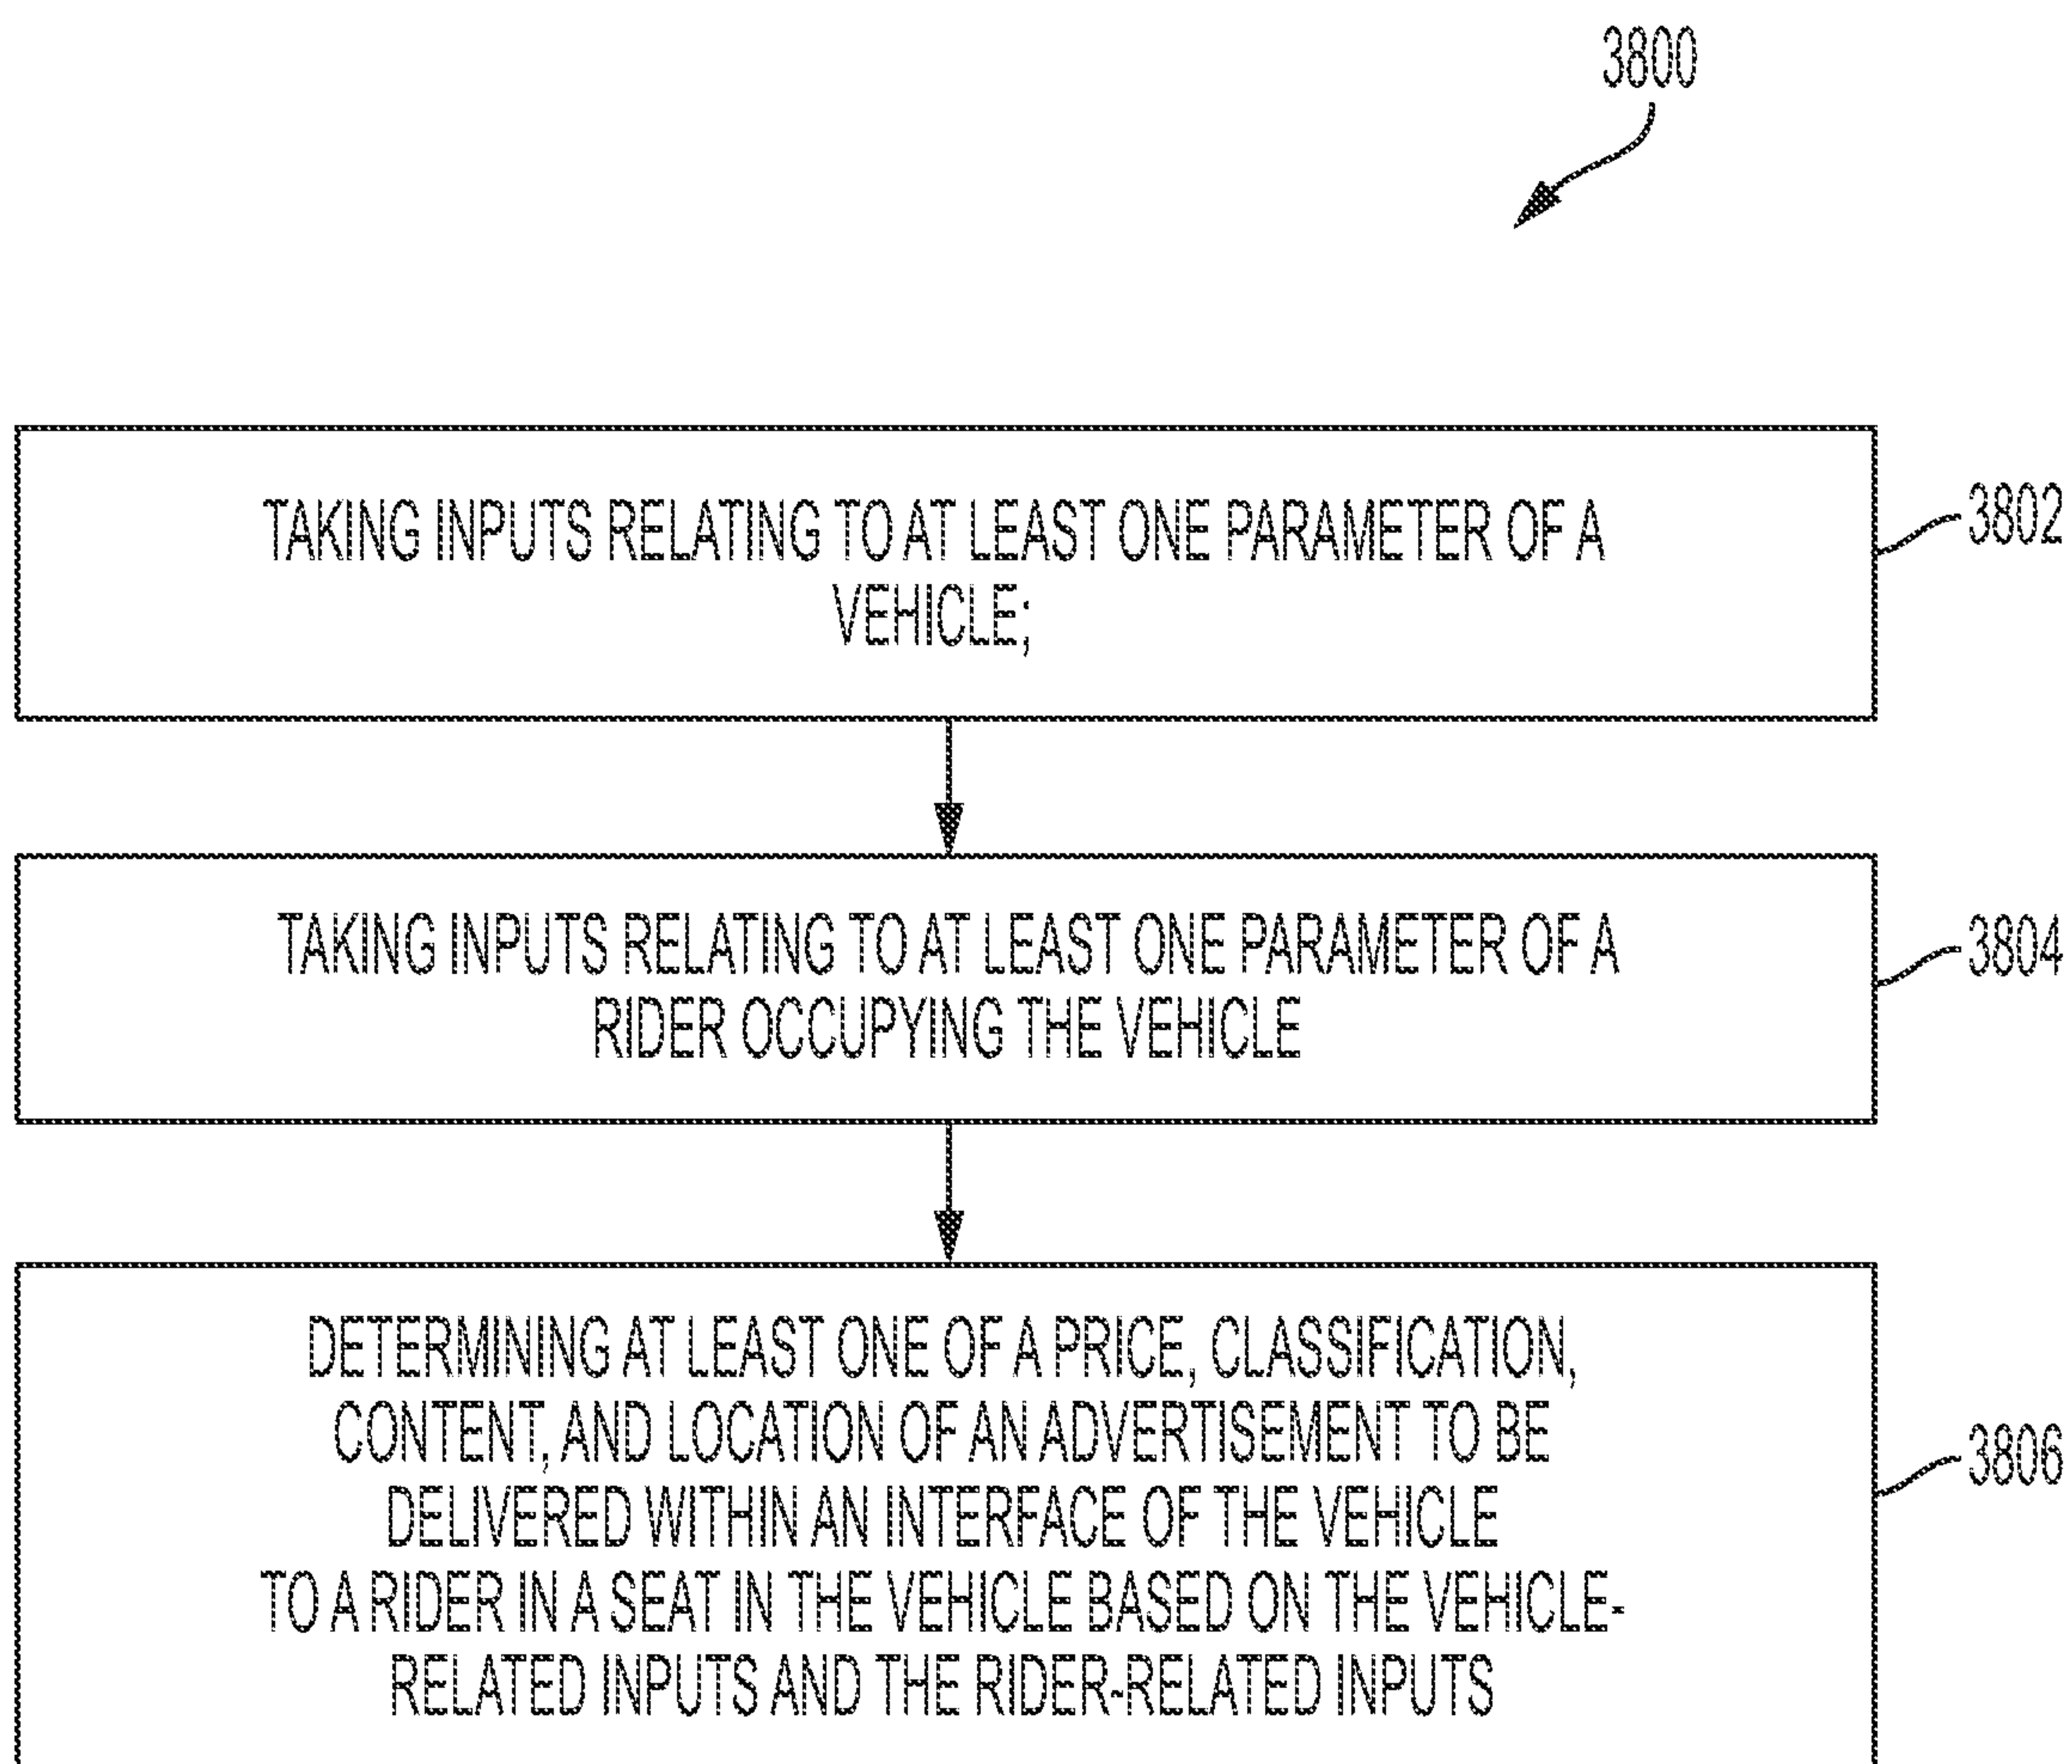 3800
TAKING INPUTS RELATING TO AT LEAST ONE PARAMETER OF A
VEHICLE;
3802
TAKING INPUTS RELATING TO AT LEAST ONE PARAMETER OF A
RIDER OCCUPYING THE VEHICLE
3804
DETERMINING AT LEAST ONE OF A PRICE, CLASSIFICATION,
CONTENT, AND LOCATION OF AN ADVERTISEMENT TO BE
DELIVERED WITHIN AN INTERFACE OF THE VEHICLE
TO A RIDER IN A SEAT IN THE VEHICLE BASED ON THE VEHICLE-
RELATED INPUTS AND THE RIDER-RELATED INPUTS
3806